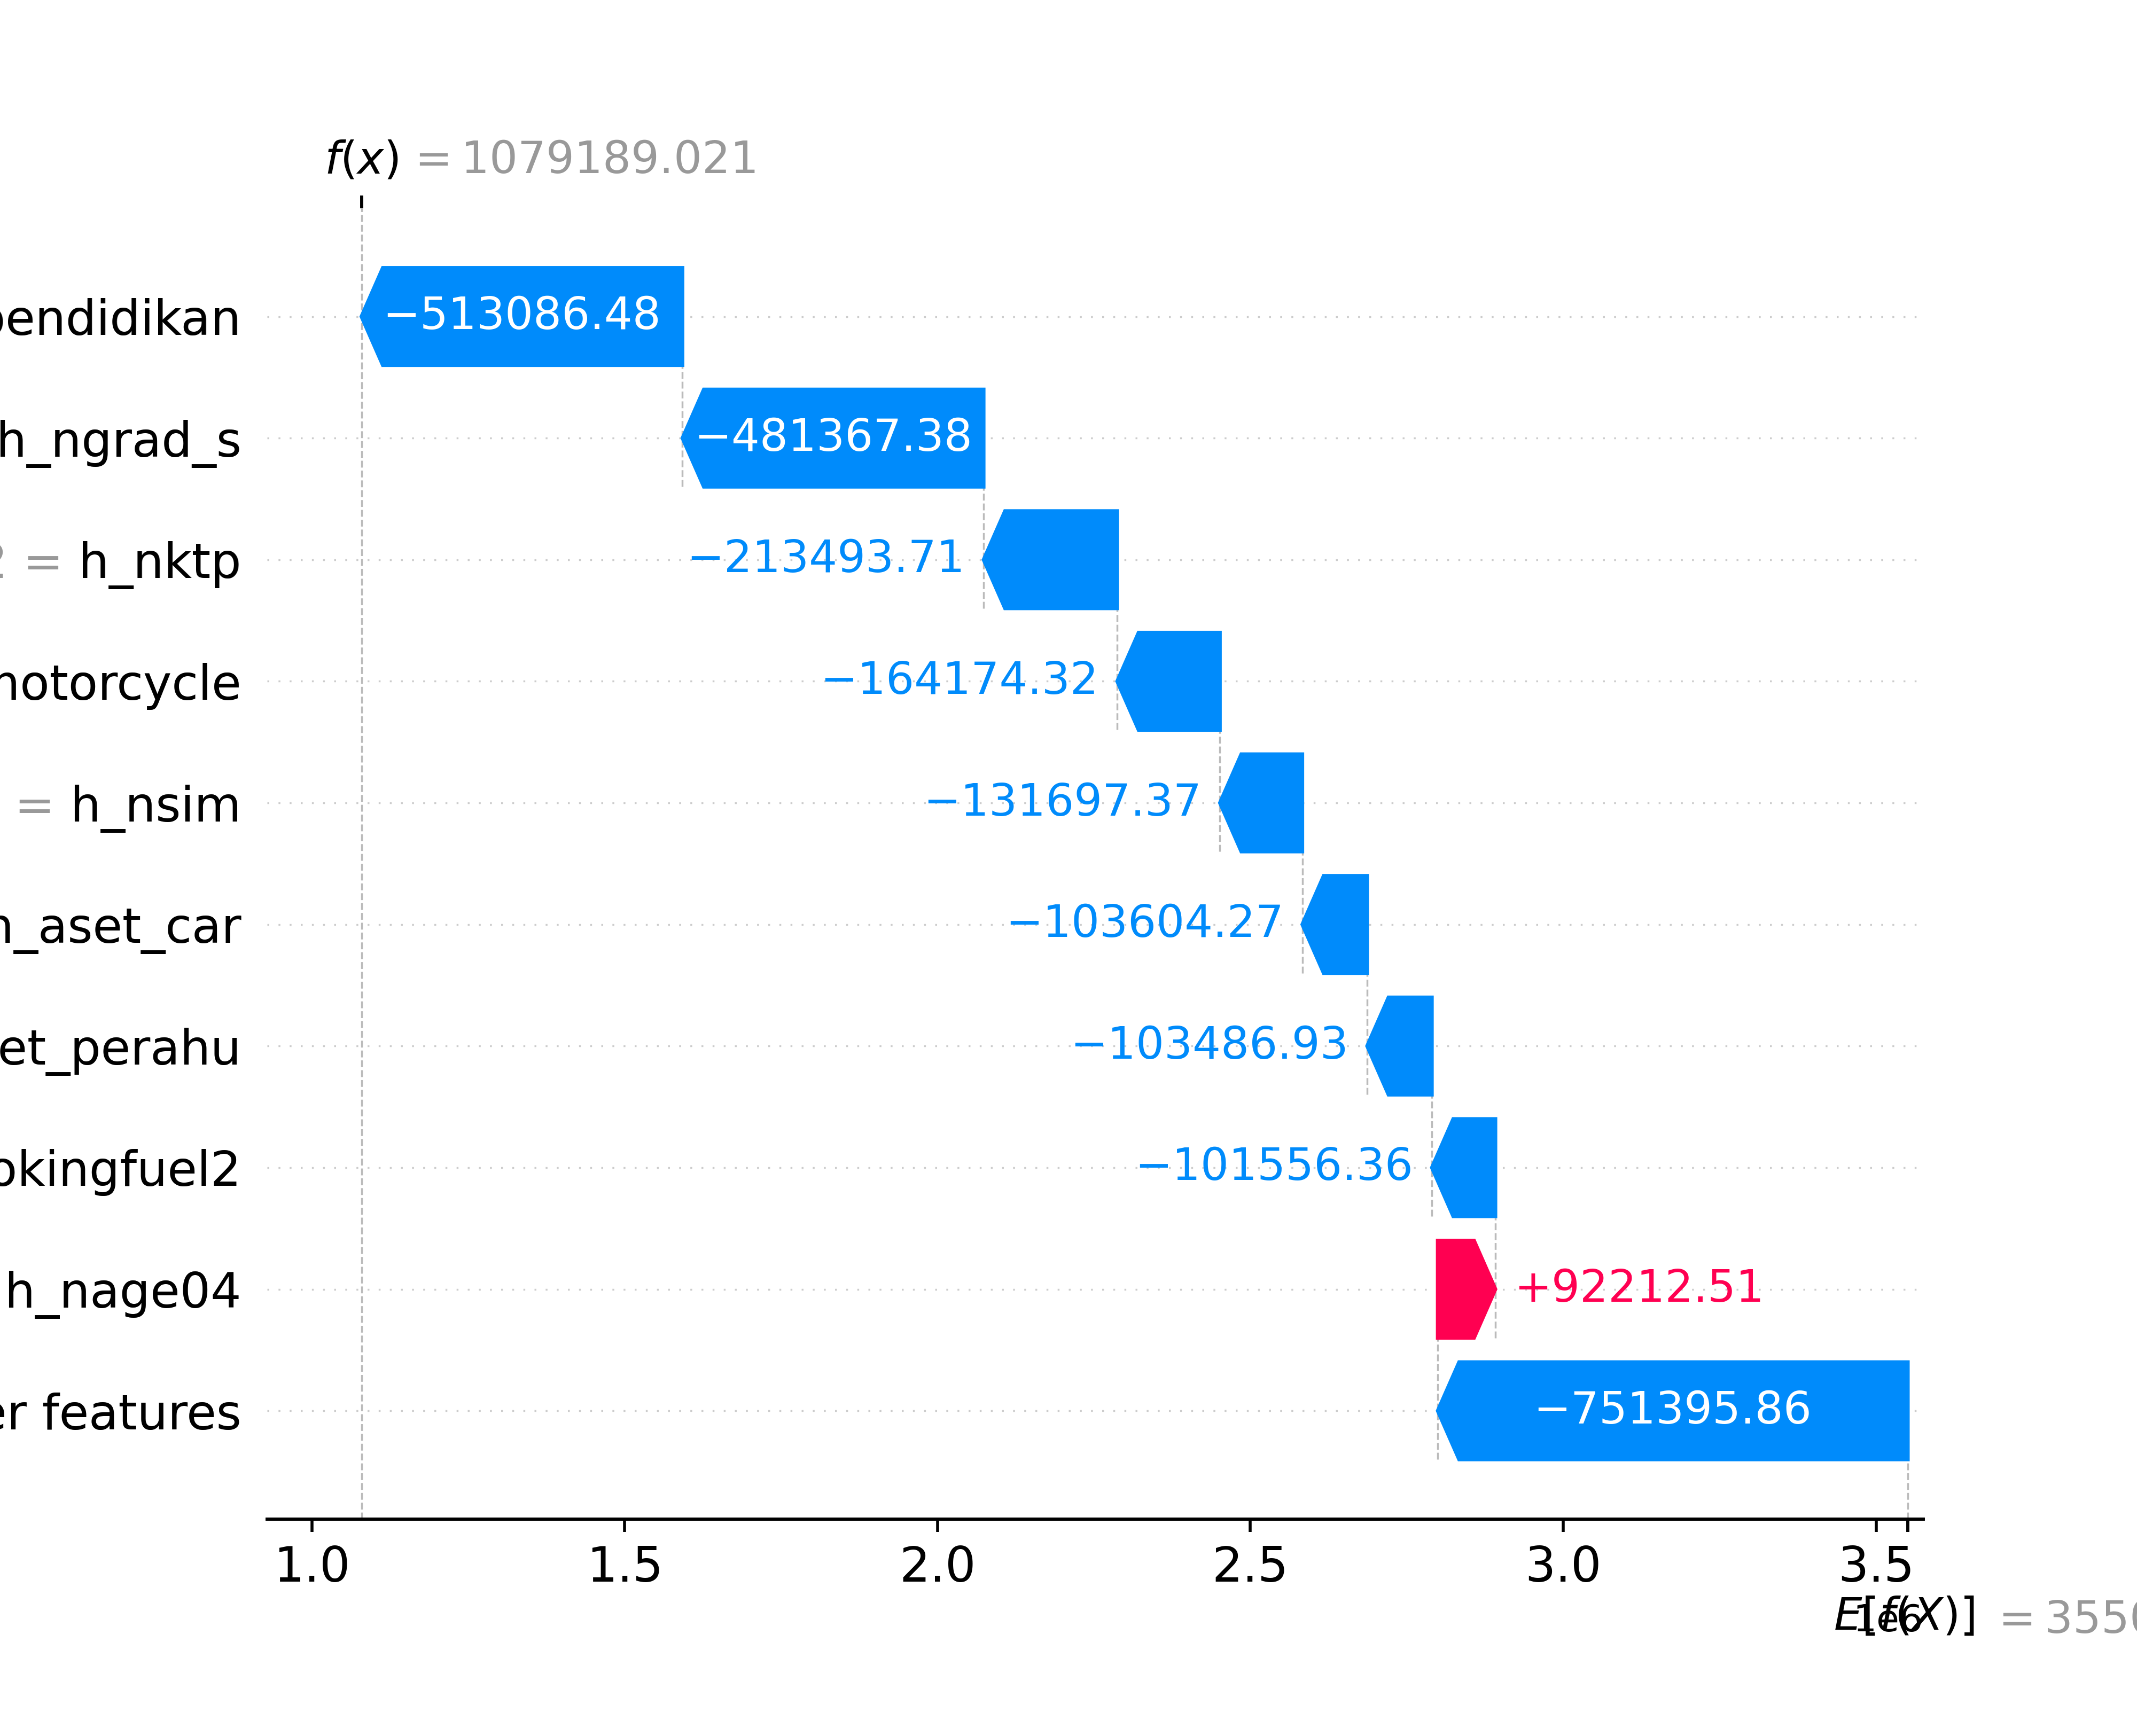 f(x) = 1079189.021
pendidikan −513086.48
h_ngrad_s −481367.38
= h_nktp −213493.71
motorcycle −164174.32
= h_nsim −131697.37
h_aset_car −103604.27
et_perahu −103486.93
okingfuel2 −101556.36
h_nage04 +92212.51
er features −751395.86
1.0 1.5 2.0 2.5 3.0 3.5
1e6
E[f(X)] = 3550